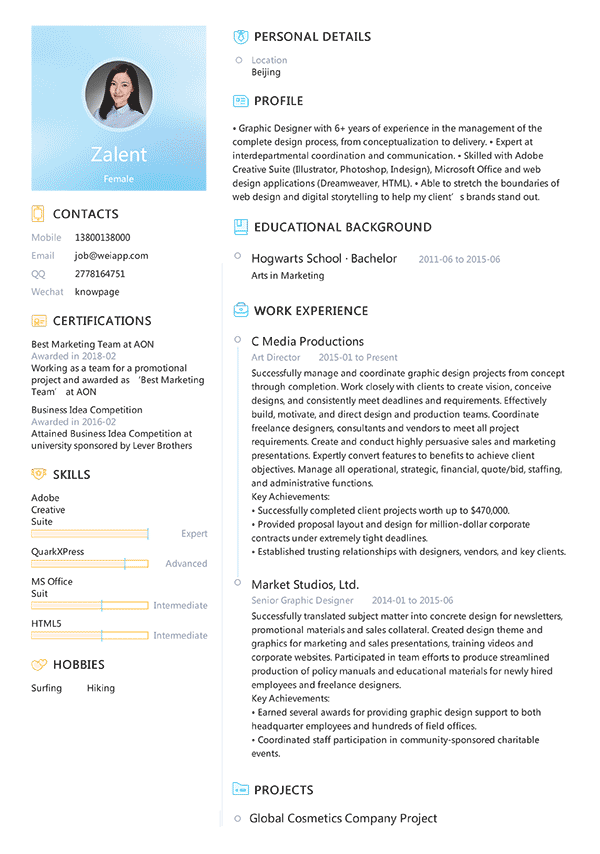 Zalent
Female
CONTACTS
Mobile 13800138000
Email job@weiapp.com
QQ 2778164751
Wechat knowpage
CERTIFICATIONS
Best Marketing Team at AON
Awarded in 2018-02
Working as a team for a promotional
project and awarded as ‘Best Marketing
Team’ at AON
Business Idea Competition
Awarded in 2016-02
Attained Business Idea Competition at
university sponsored by Lever Brothers
SKILLS
Adobe
Creative
Suite
Expert
QuarkXPress
Advanced
MS Office
Suit
Intermediate
HTML5
Intermediate
HOBBIES
Surfing Hiking
PERSONAL DETAILS
Location
Beijing
PROFILE
• Graphic Designer with 6+ years of experience in the management of the
complete design process, from conceptualization to delivery. • Expert at
interdepartmental coordination and communication. • Skilled with Adobe
Creative Suite (Illustrator, Photoshop, Indesign), Microsoft Office and web
design applications (Dreamweaver, HTML). • Able to stretch the boundaries of
web design and digital storytelling to help my client’s brands stand out.
EDUCATIONAL BACKGROUND
Hogwarts School · Bachelor 2011-06 to 2015-06
Arts in Marketing
WORK EXPERIENCE
C Media Productions
Art Director 2015-01 to Present
Successfully manage and coordinate graphic design projects from concept
through completion. Work closely with clients to create vision, conceive
designs, and consistently meet deadlines and requirements. Effectively
build, motivate, and direct design and production teams. Coordinate
freelance designers, consultants and vendors to meet all project
requirements. Create and conduct highly persuasive sales and marketing
presentations. Expertly convert features to benefits to achieve client
objectives. Manage all operational, strategic, financial, quote/bid, staffing,
and administrative functions.
Key Achievements:
• Successfully completed client projects worth up to $470,000.
• Provided proposal layout and design for million-dollar corporate
contracts under extremely tight deadlines.
• Established trusting relationships with designers, vendors, and key clients.
Market Studios, Ltd.
Senior Graphic Designer 2014-01 to 2015-06
Successfully translated subject matter into concrete design for newsletters,
promotional materials and sales collateral. Created design theme and
graphics for marketing and sales presentations, training videos and
corporate websites. Participated in team efforts to produce streamlined
production of policy manuals and educational materials for newly hired
employees and freelance designers.
Key Achievements:
• Earned several awards for providing graphic design support to both
headquarter employees and hundreds of field offices.
• Coordinated staff participation in community-sponsored charitable
events.
PROJECTS
Global Cosmetics Company Project